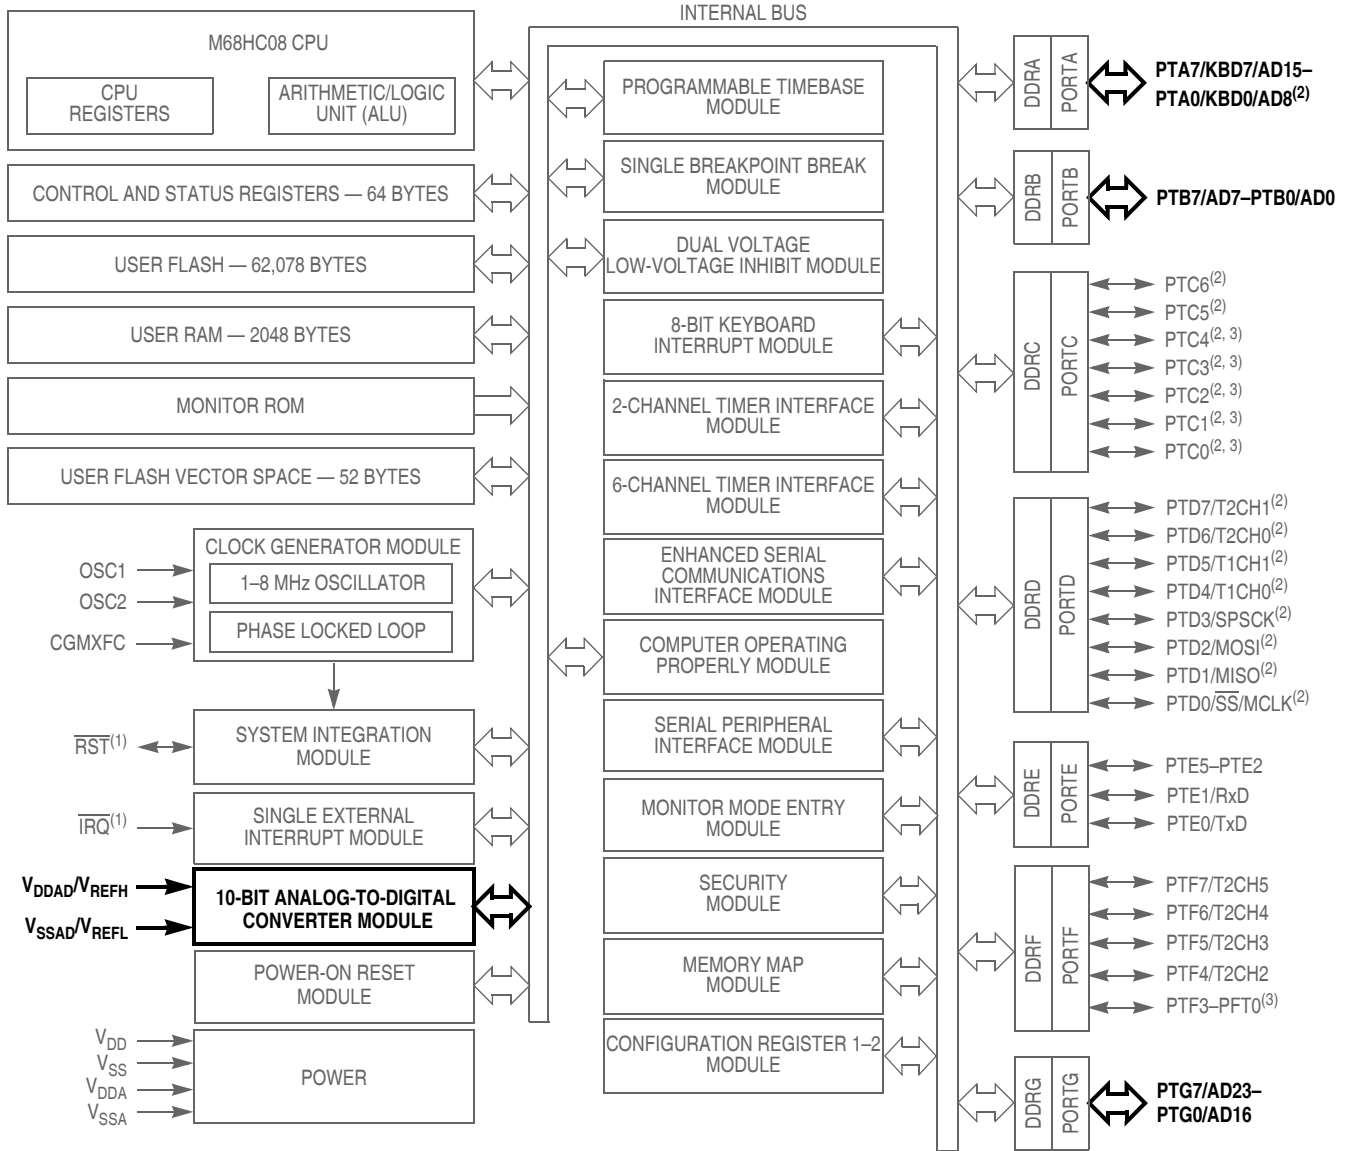 INTERNAL BUS
M68HC08 CPU
CPU
REGISTERS
ARITHMETIC/LOGIC
UNIT (ALU)
CONTROL AND STATUS REGISTERS — 64 BYTES
USER FLASH — 62,078 BYTES
USER RAM — 2048 BYTES
MONITOR ROM
USER FLASH VECTOR SPACE — 52 BYTES
CLOCK GENERATOR MODULE
1–8 MHz OSCILLATOR
PHASE LOCKED LOOP
OSC1
OSC2
CGMXFC
SYSTEM INTEGRATION
MODULE
R̅S̅T̅(1)
SINGLE EXTERNAL
INTERRUPT MODULE
I̅R̅Q̅(1)
10-BIT ANALOG-TO-DIGITAL
CONVERTER MODULE
VDDAD/VREFH
VSSAD/VREFL
POWER-ON RESET
MODULE
POWER
VDD
VSS
VDDA
VSSA
PROGRAMMABLE TIMEBASE
MODULE
SINGLE BREAKPOINT BREAK
MODULE
DUAL VOLTAGE
LOW-VOLTAGE INHIBIT MODULE
8-BIT KEYBOARD
INTERRUPT MODULE
2-CHANNEL TIMER INTERFACE
MODULE
6-CHANNEL TIMER INTERFACE
MODULE
ENHANCED SERIAL
COMMUNICATIONS
INTERFACE MODULE
COMPUTER OPERATING
PROPERLY MODULE
SERIAL PERIPHERAL
INTERFACE MODULE
MONITOR MODE ENTRY
MODULE
SECURITY
MODULE
MEMORY MAP
MODULE
CONFIGURATION REGISTER 1–2
MODULE
DDRA
PORTA
PTA7/KBD7/AD15–
PTA0/KBD0/AD8(2)
DDRB
PORTB
PTB7/AD7–PTB0/AD0
DDRC
PORTC
PTC6(2)
PTC5(2)
PTC4(2, 3)
PTC3(2, 3)
PTC2(2, 3)
PTC1(2, 3)
PTC0(2, 3)
DDRD
PORTD
PTD7/T2CH1(2)
PTD6/T2CH0(2)
PTD5/T1CH1(2)
PTD4/T1CH0(2)
PTD3/SPSCK(2)
PTD2/MOSI(2)
PTD1/MISO(2)
PTD0/S̅S̅/MCLK(2)
DDRE
PORTE
PTE5–PTE2
PTE1/RxD
PTE0/TxD
DDRF
PORTF
PTF7/T2CH5
PTF6/T2CH4
PTF5/T2CH3
PTF4/T2CH2
PTF3–PFT0(3)
DDRG
PORTG
PTG7/AD23–
PTG0/AD16